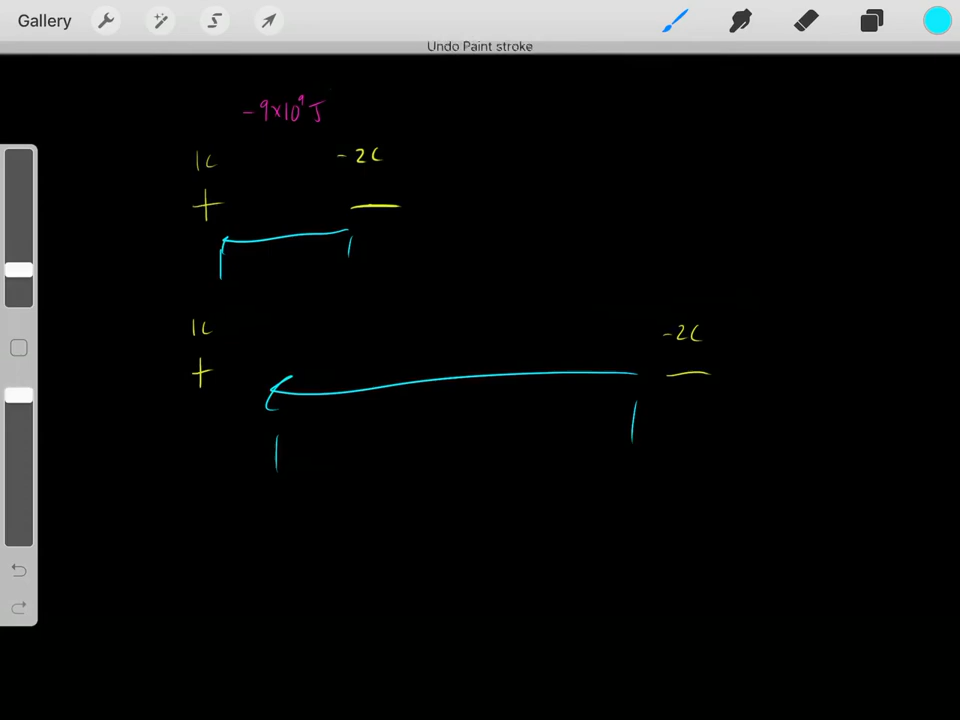 Gallery
Undo Paint stroke
-9x10⁹ J
1C -2C
+ —
1C -2C
+ —